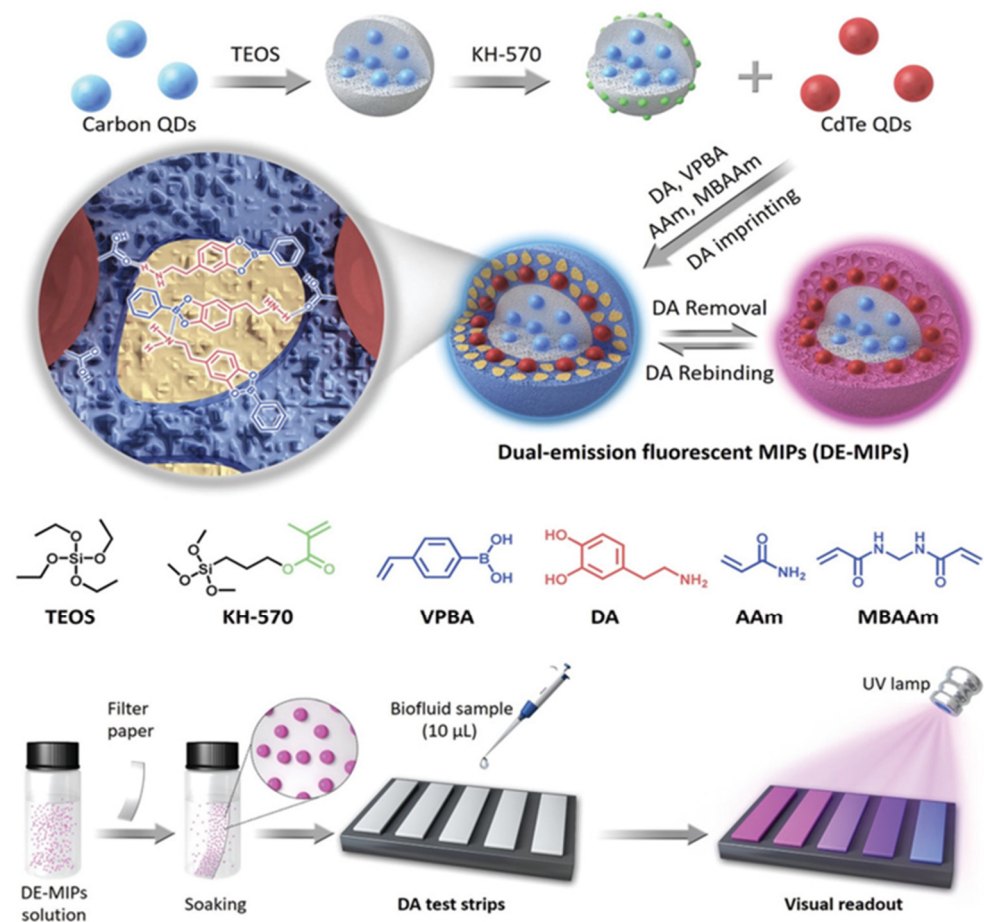 TEOS
KH-570
Carbon QDs
CdTe QDs
DA, VPBA
AAm, MBAAm
DA imprinting
DA Removal
DA Rebinding
Dual-emission fluorescent MIPs (DE-MIPs)
TEOS
KH-570
VPBA
DA
AAm
MBAAm
Filter
paper
Biofluid sample
(10 μL)
UV lamp
DE-MIPs
solution
Soaking
DA test strips
Visual readout